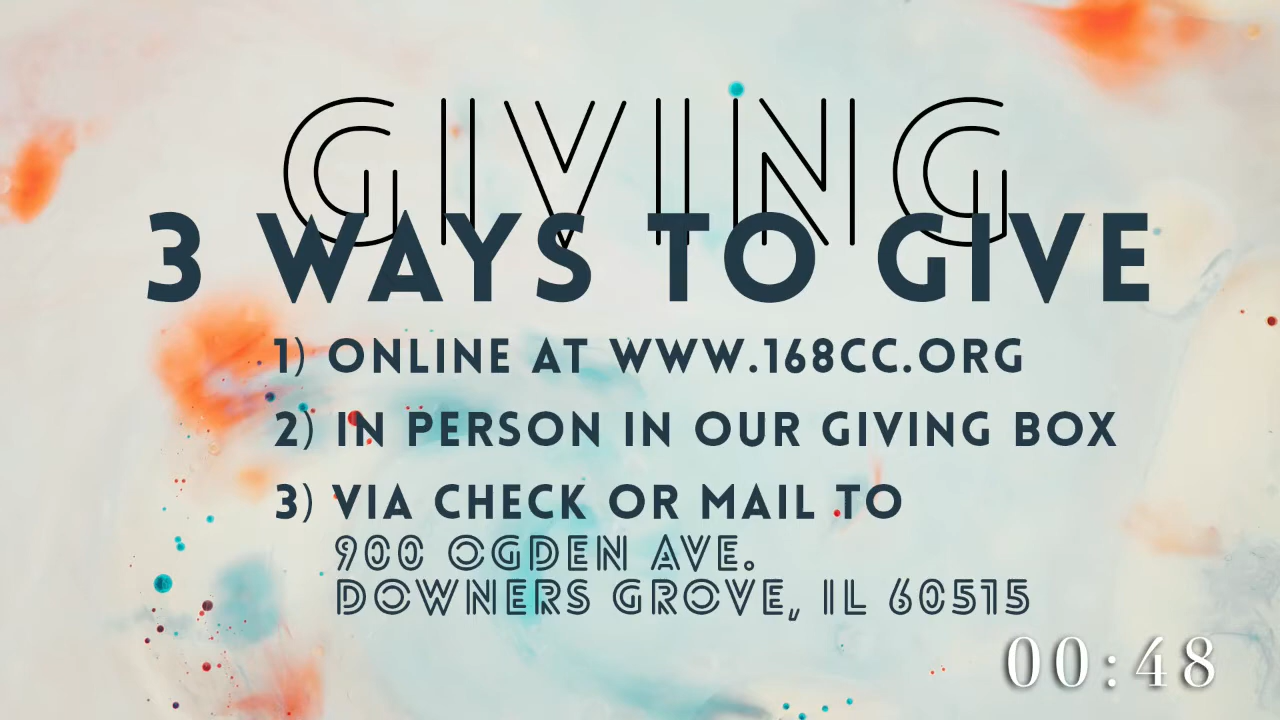 GIVING
3 WAYS TO GIVE
1) ONLINE AT WWW.168CC.ORG
2) IN PERSON IN OUR GIVING BOX
3) VIA CHECK OR MAIL TO
900 OGDEN AVE.
DOWNERS GROVE, IL 60515
00:48